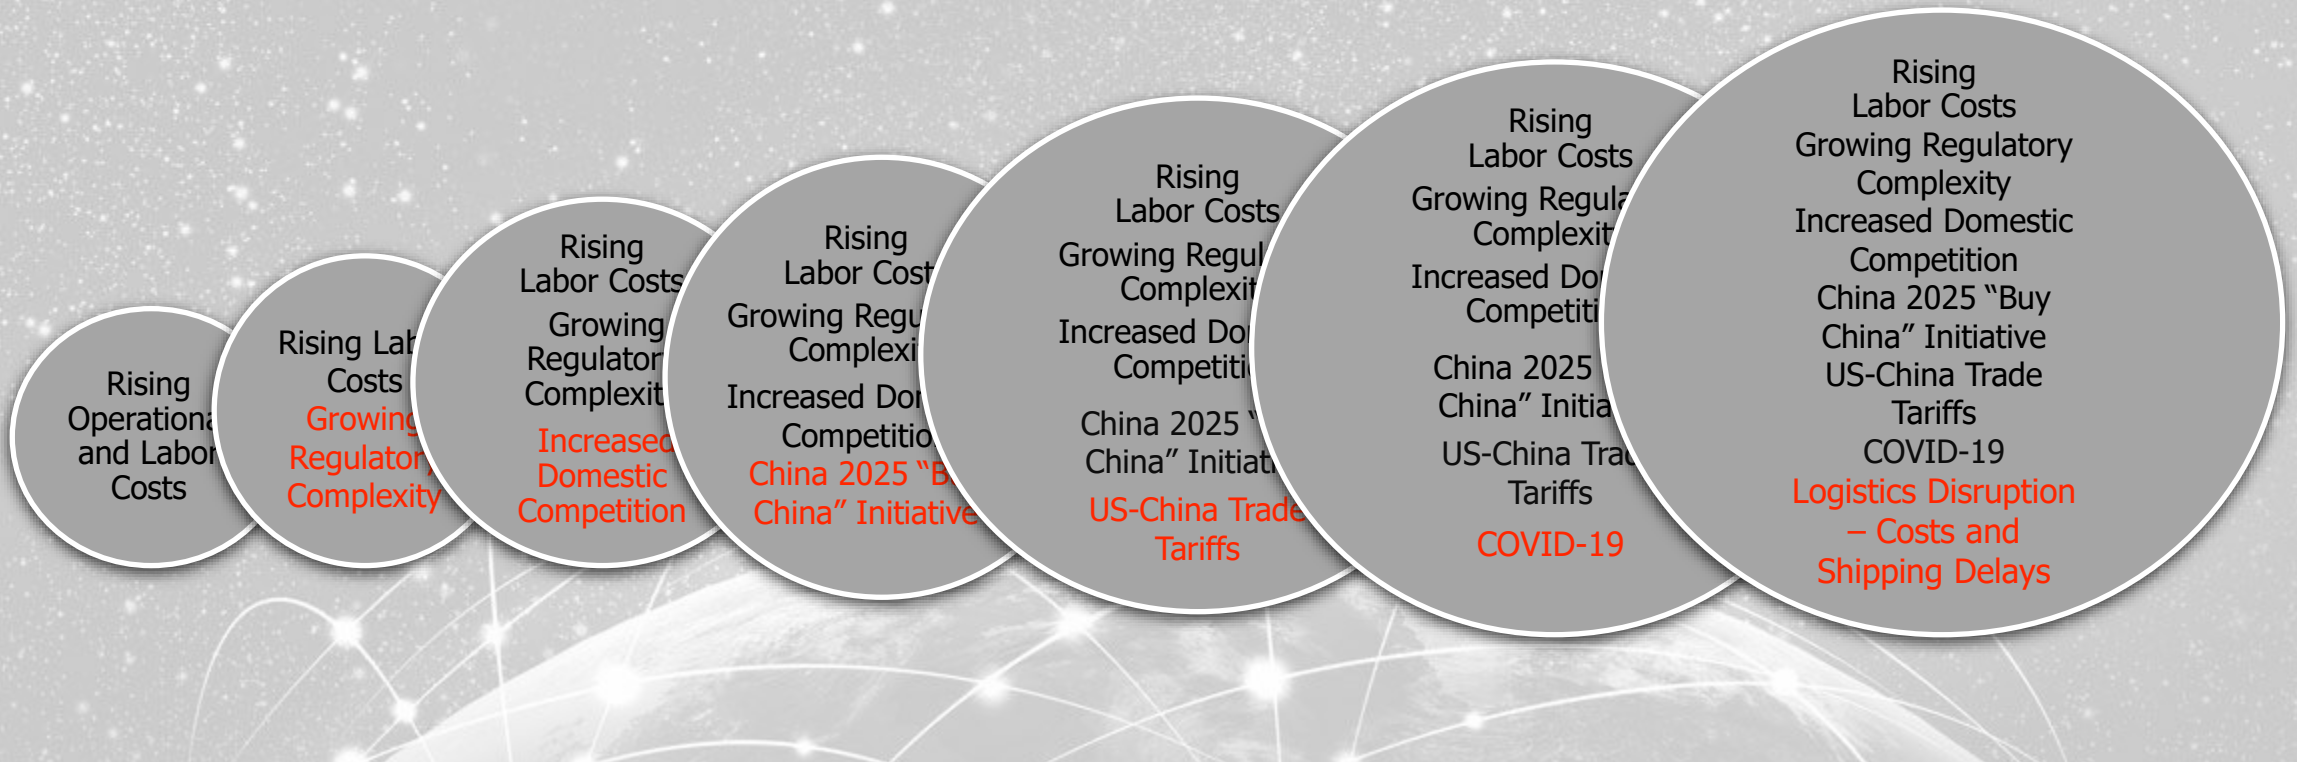 Rising
Operationa
and Labor
Costs
Rising Lab
Costs
Growing
Regulator
Complexity
Rising
Labor Costs
Growing
Regulator
Complexit
Increased
Domestic
Competition
Rising
Labor Cost
Growing Regu
Complexi
Increased Do
Competitio
China 2025 “B
China” Initiative
Rising
Labor Costs
Growing Regul
Complexit
Increased Do
Competiti
China 2025 “
China” Initiat
US-China Trade
Tariffs
Rising
Labor Costs
Growing Regula
Complexit
Increased Do
Competiti
China 2025
China” Initia
US-China Trad
Tariffs
COVID-19
Rising
Labor Costs
Growing Regulatory
Complexity
Increased Domestic
Competition
China 2025 “Buy
China” Initiative
US-China Trade
Tariffs
COVID-19
Logistics Disruption
– Costs and
Shipping Delays